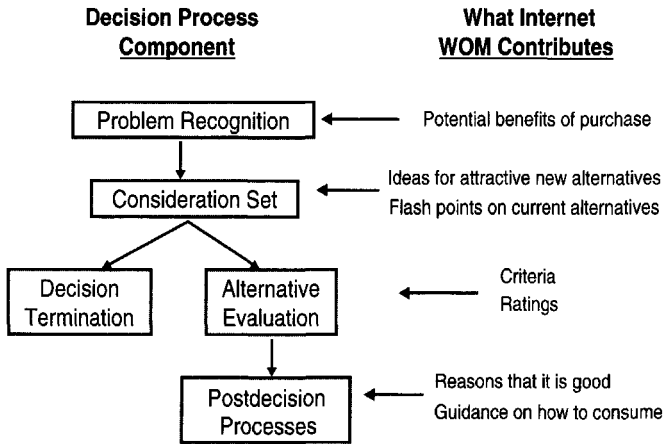 Decision Process
Component
What Internet
WOM Contributes
Problem Recognition
Potential benefits of purchase
Consideration Set
Ideas for attractive new alternatives
Flash points on current alternatives
Decision
Termination
Alternative
Evaluation
Criteria
Ratings
Postdecision
Processes
Reasons that it is good
Guidance on how to consume